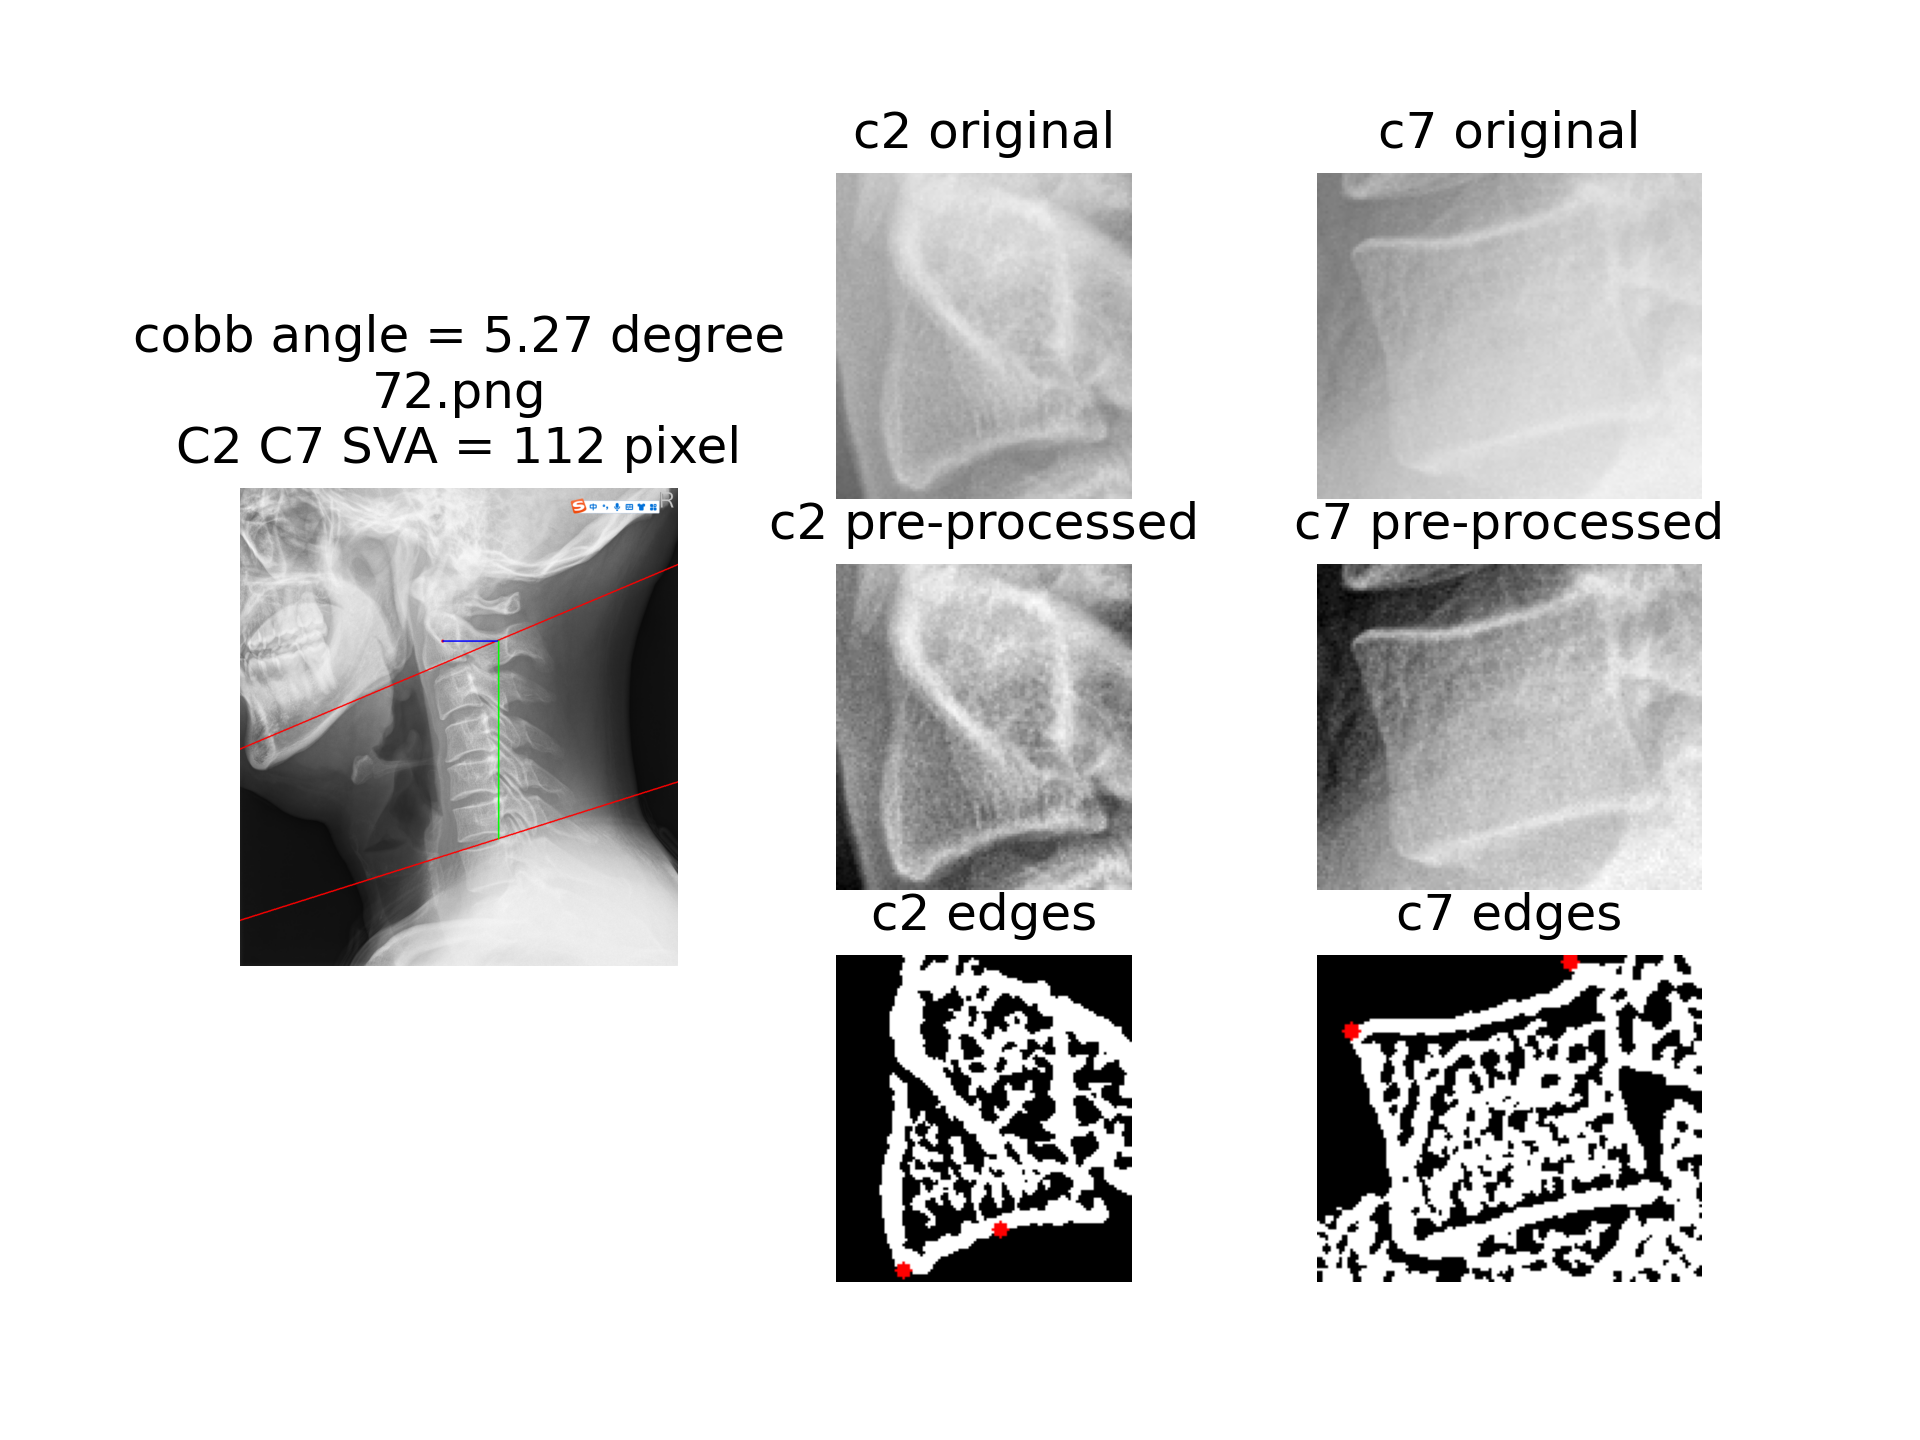 cobb angle = 5.27 degree
72.png
C2 C7 SVA = 112 pixel
R
中
c2 original
c7 original
c2 pre-processed
c7 pre-processed
c2 edges
c7 edges